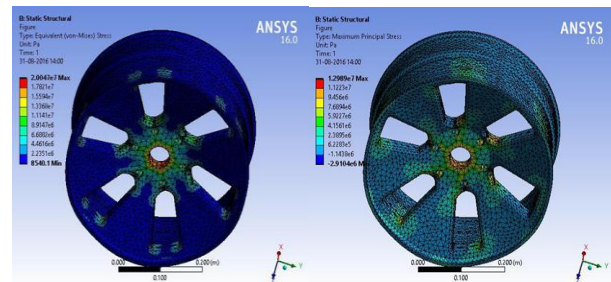 B: Static Structural
Figure
Type: Equivalent (von-Mises) Stress
Unit: Pa
Time: 1
31-08-2016 14:00
2.0047e7 Max
1.7821e7
1.5594e7
1.3368e7
1.1141e7
8.9147e6
6.6882e6
4.4616e6
2.2351e6
8540.1 Min
ANSYS
16.0
0.000
0.200 (m)
0.100
X
Y
Z
B: Static Structural
Figure
Type: Maximum Principal Stress
Unit: Pa
Time: 1
31-08-2016 14:00
1.2989e7 Max
1.1223e7
9.456e6
7.6894e6
5.9227e6
4.1561e6
2.3895e6
6.2283e5
-1.1438e6
-2.9104e6 M
ANSYS
16.0
0.000
0.200 (m)
0.100
X
Y
Z